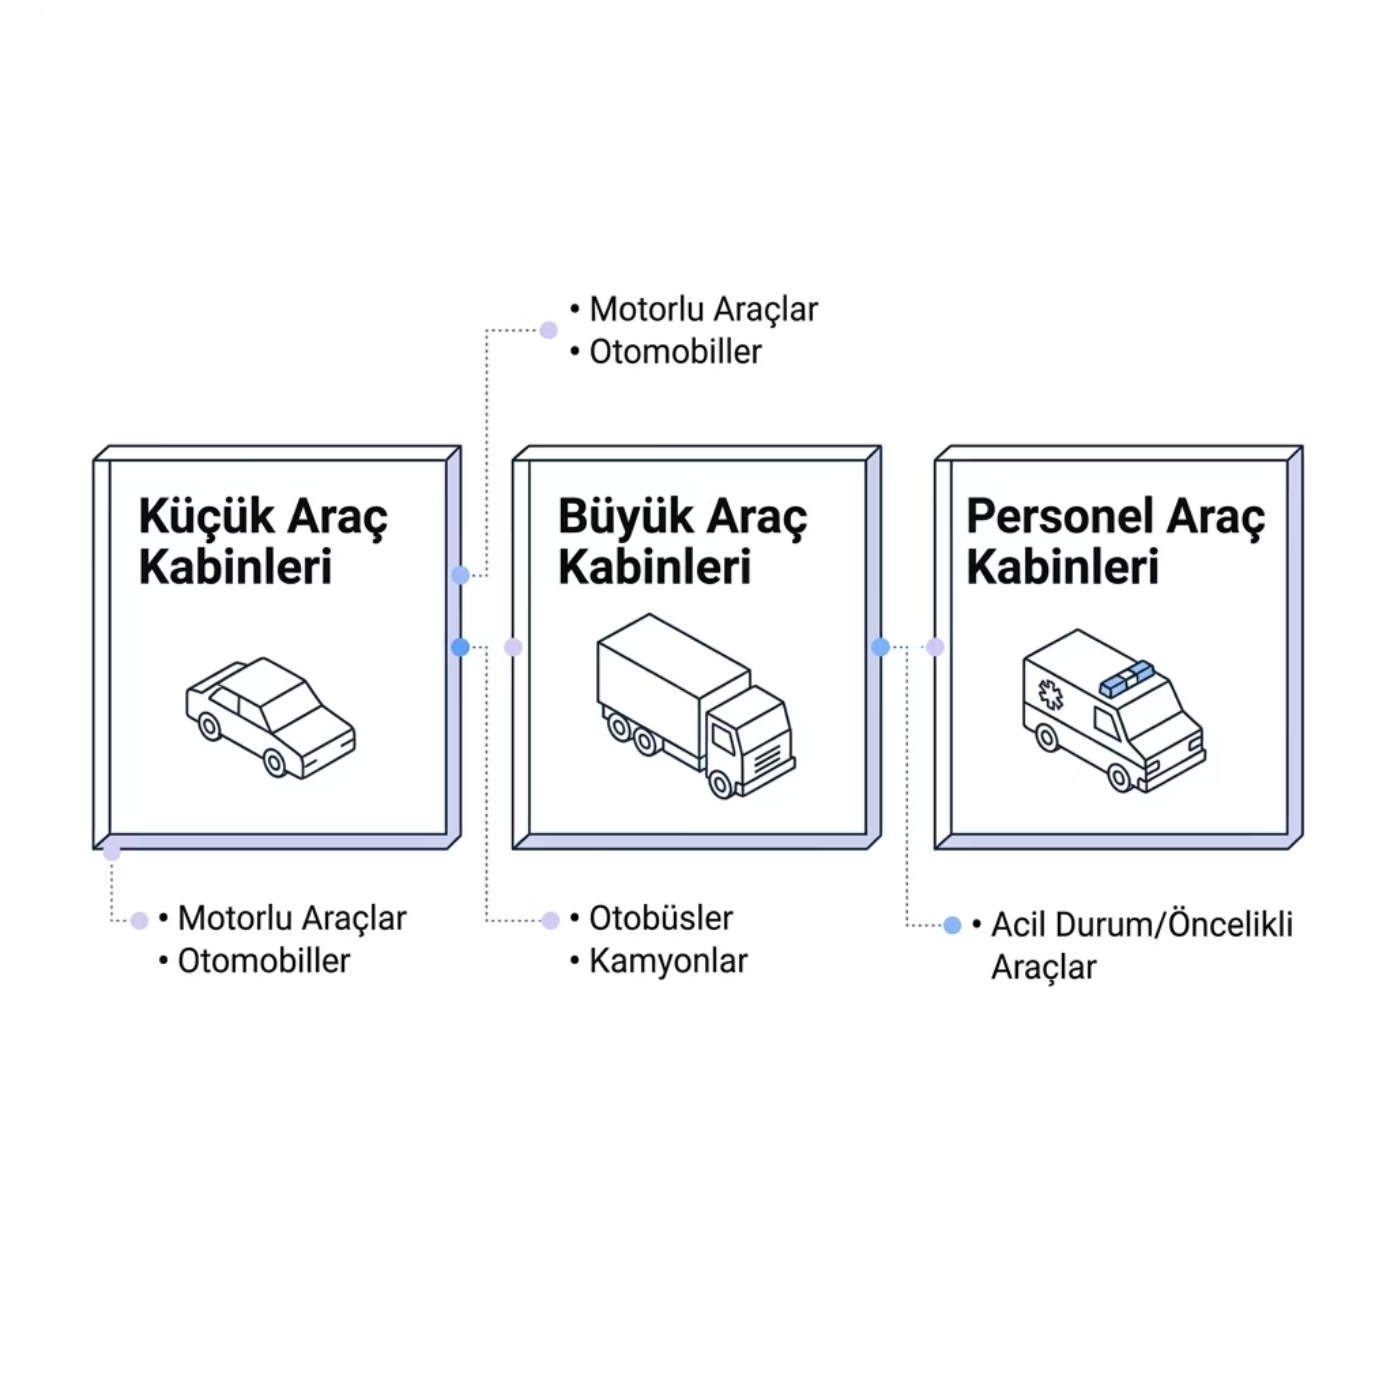 • Motorlu Araçlar
• Otomobiller
Küçük Araç
Kabinleri
Büyük Araç
Kabinleri
Personel Araç
Kabinleri
• Motorlu Araçlar
• Otomobiller
• Otobüsler
• Kamyonlar
• Acil Durum/Öncelikli
Araçlar